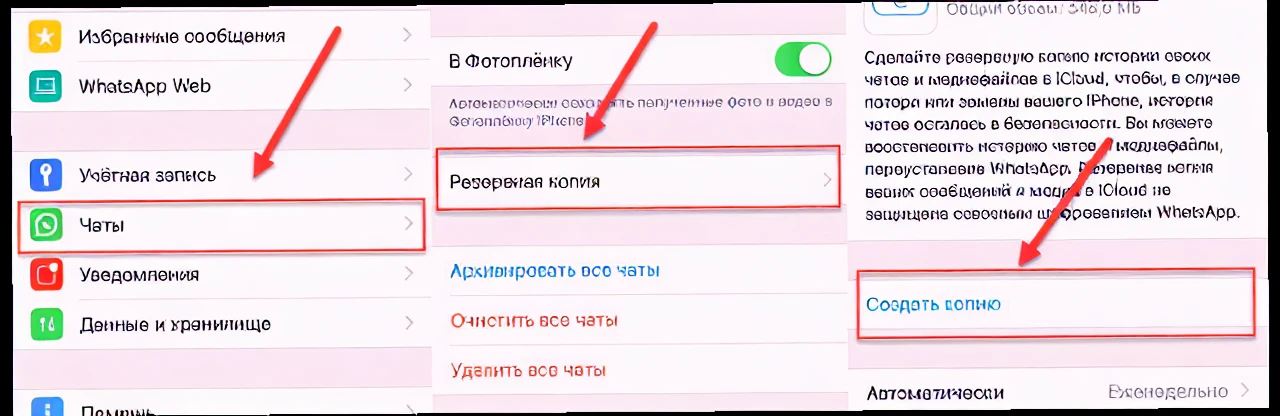 Избранные сообщения
WhatsApp Web
Учётная запись
Чаты
Уведомления
Данные и хранилище
Помощь
В Фотоплёнку
Автоматически сохранять полученные фото и видео в
Фотоплёнку iPhone.
Резервная копия
Архивировать все чаты
Очистить все чаты
Удалить все чаты
Общий объём: 348,0 МБ
Сделайте резервную копию истории своих
чатов и медиафайлов в iCloud, чтобы, в случае
потери или замены вашего iPhone, история
чатов осталась в безопасности. Вы можете
восстановить историю чатов и медиафайлы,
переустановив WhatsApp. Резервная копия
ваших сообщений и медиа в iCloud не
защищена сквозным шифрованием WhatsApp.
Создать копию
Автоматически Еженедельно